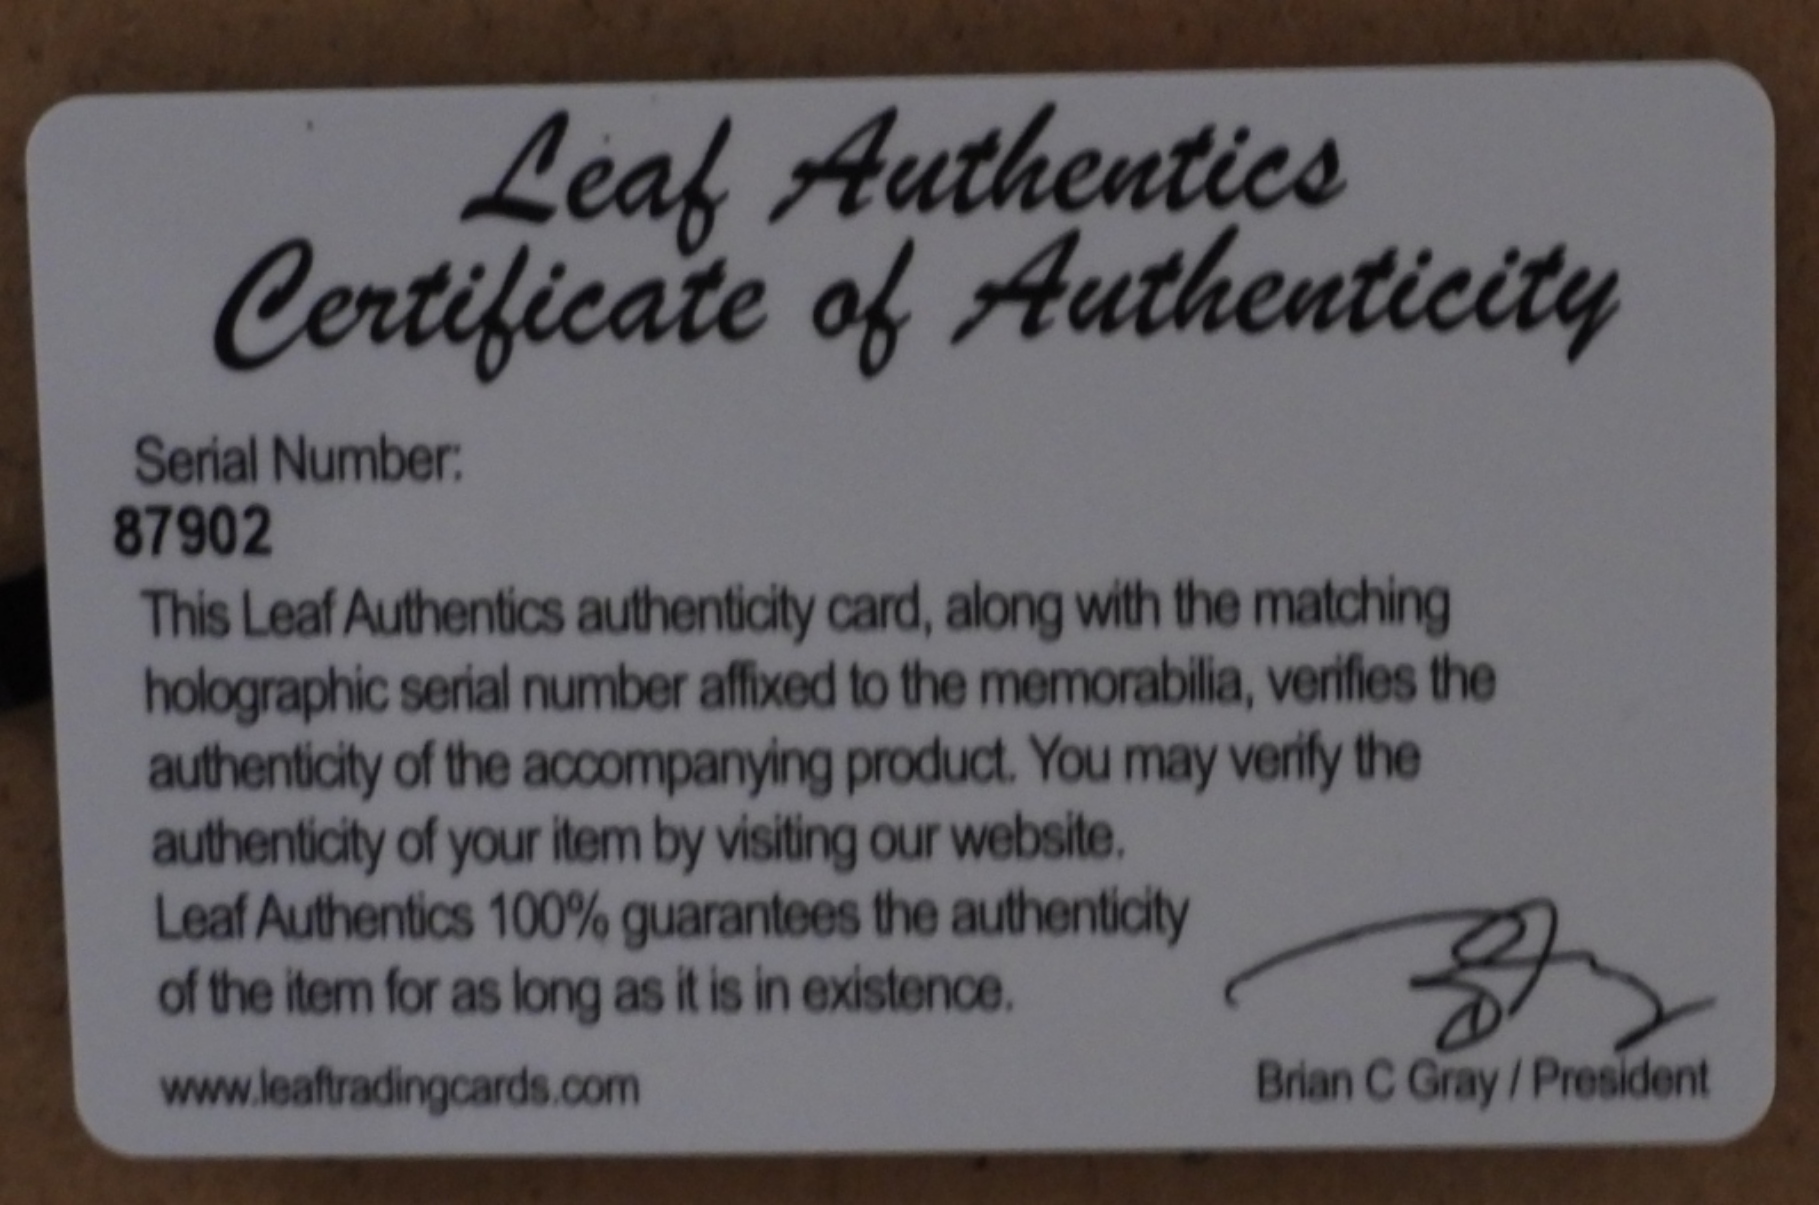 Leaf Authentics
Certificate of Authenticity
Serial Number:
87902
This Leaf Authentics authenticity card, along with the matching
holographic serial number affixed to the memorabilia, verifies the
authenticity of the accompanying product. You may verify the
authenticity of your item by visiting our website.
Leaf Authentics 100% guarantees the authenticity
of the item for as long as it is in existence.
www.leaftradingcards.com
Brian C Gray / President